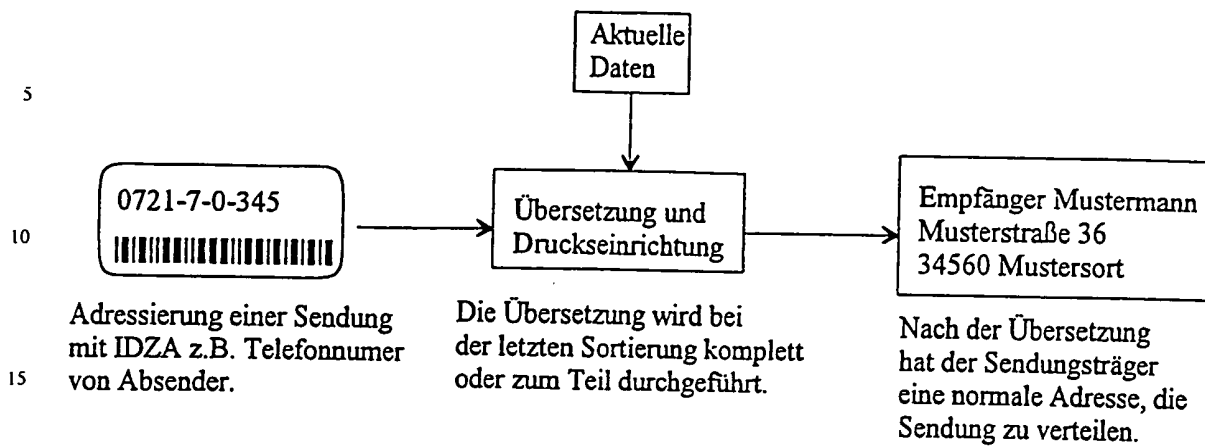 Aktuelle
Daten
5
0721-7-0-345
10
Übersetzung und
Druckseinrichtung
Empfänger Mustermann
Musterstraße 36
34560 Mustersort
Adressierung einer Sendung
mit IDZA z.B. Telefonnumer
von Absender.
15
Die Übersetzung wird bei
der letzten Sortierung komplett
oder zum Teil durchgeführt.
Nach der Übersetzung
hat der Sendungsträger
eine normale Adresse, die
Sendung zu verteilen.